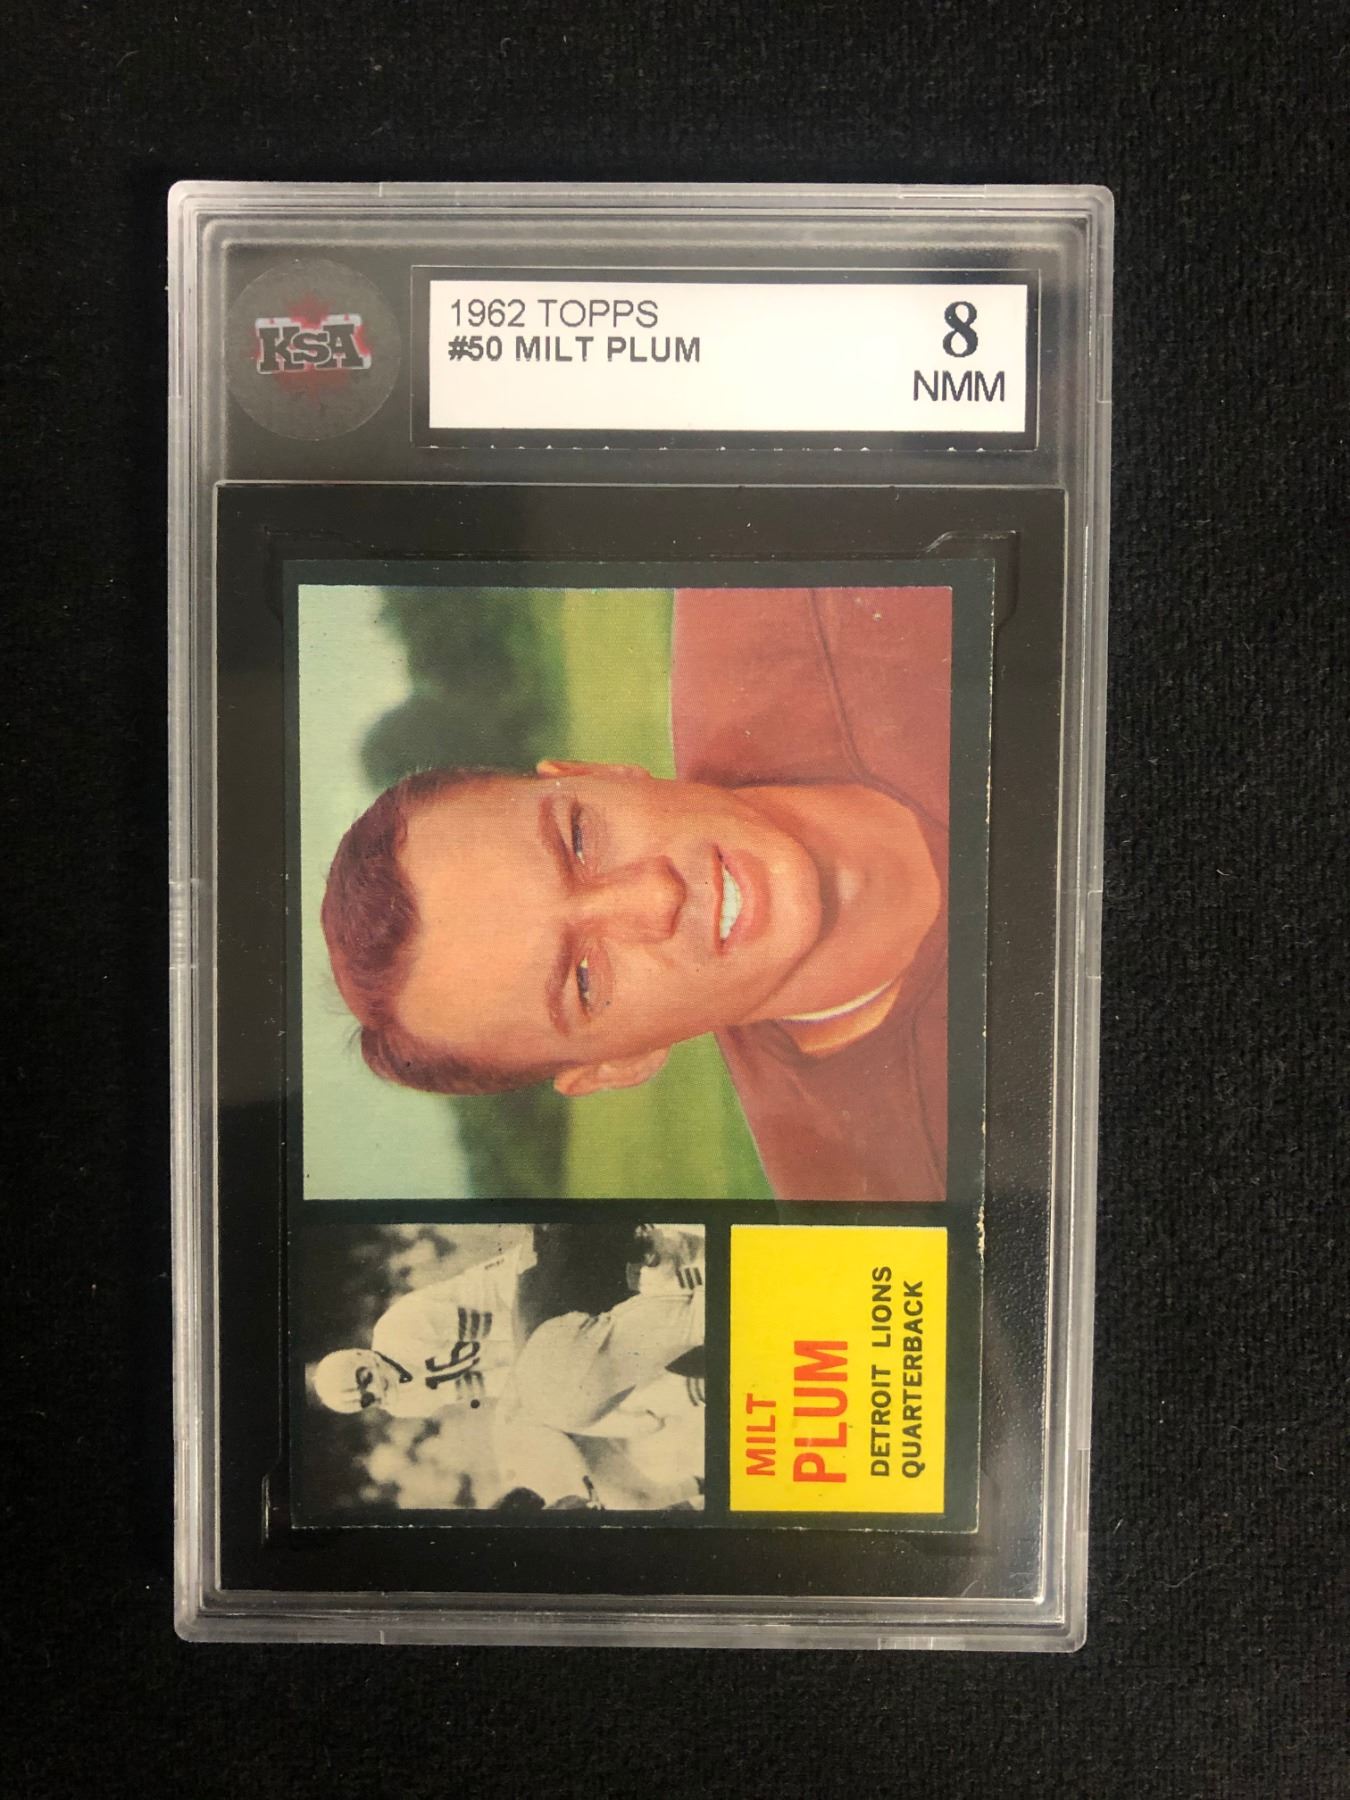 KSA
1962 TOPPS
#50 MILT PLUM
8
NMM
16
MILT
PLUM
DETROIT LIONS
QUARTERBACK